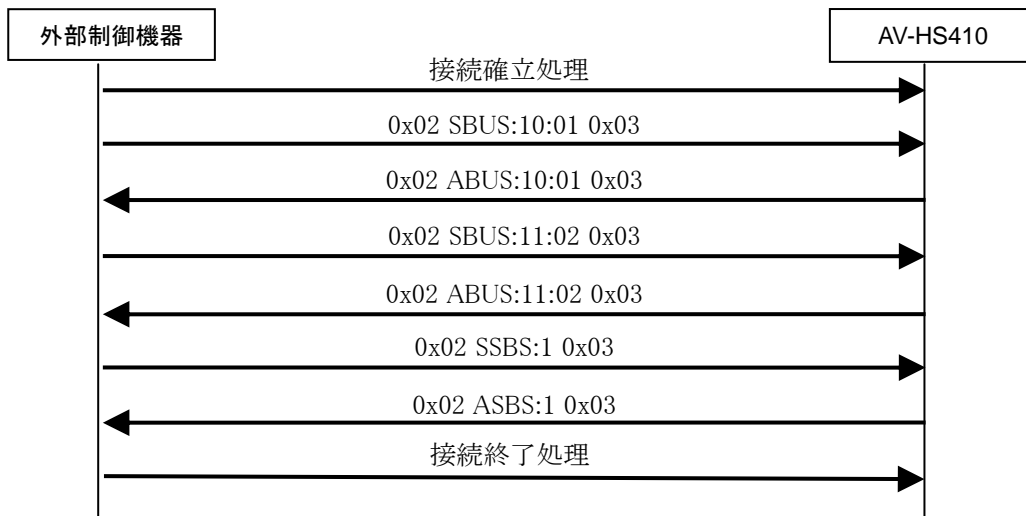 外部制御機器
AV-HS410
接続確立処理
0x02 SBUS:10:01 0x03
0x02 ABUS:10:01 0x03
0x02 SBUS:11:02 0x03
0x02 ABUS:11:02 0x03
0x02 SSBS:1 0x03
0x02 ASBS:1 0x03
接続終了処理